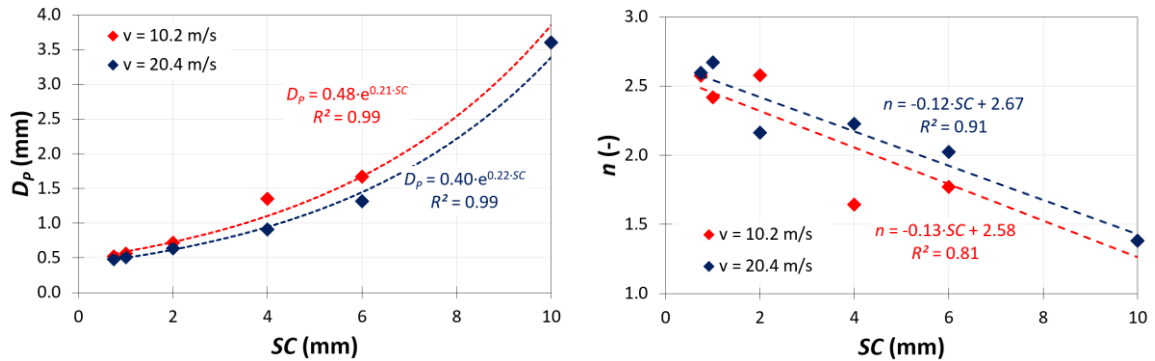 4.0
3.5
3.0
2.5
2.0
1.5
1.0
0.5
0.0
Dₚ (mm)
v = 10.2 m/s
v = 20.4 m/s
Dₚ = 0.48·e^0.21·SC
R² = 0.99
Dₚ = 0.40·e^0.22·SC
R² = 0.99
0 2 4 6 8 10
SC (mm)
3.0
2.5
2.0
1.5
1.0
n (-)
n = -0.12·SC + 2.67
R² = 0.91
v = 10.2 m/s
v = 20.4 m/s
n = -0.13·SC + 2.58
R² = 0.81
0 2 4 6 8 10
SC (mm)